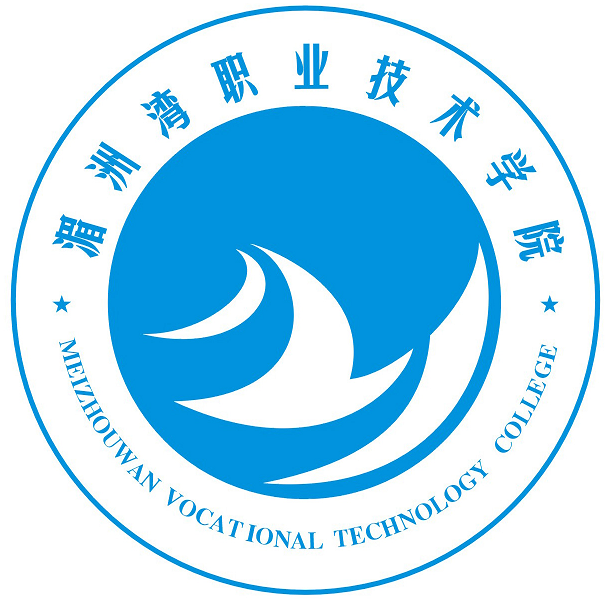 湄洲湾职业技术学院
MEIZHOUWAN VOCATIONAL TECHNOLOGY COLLEGE